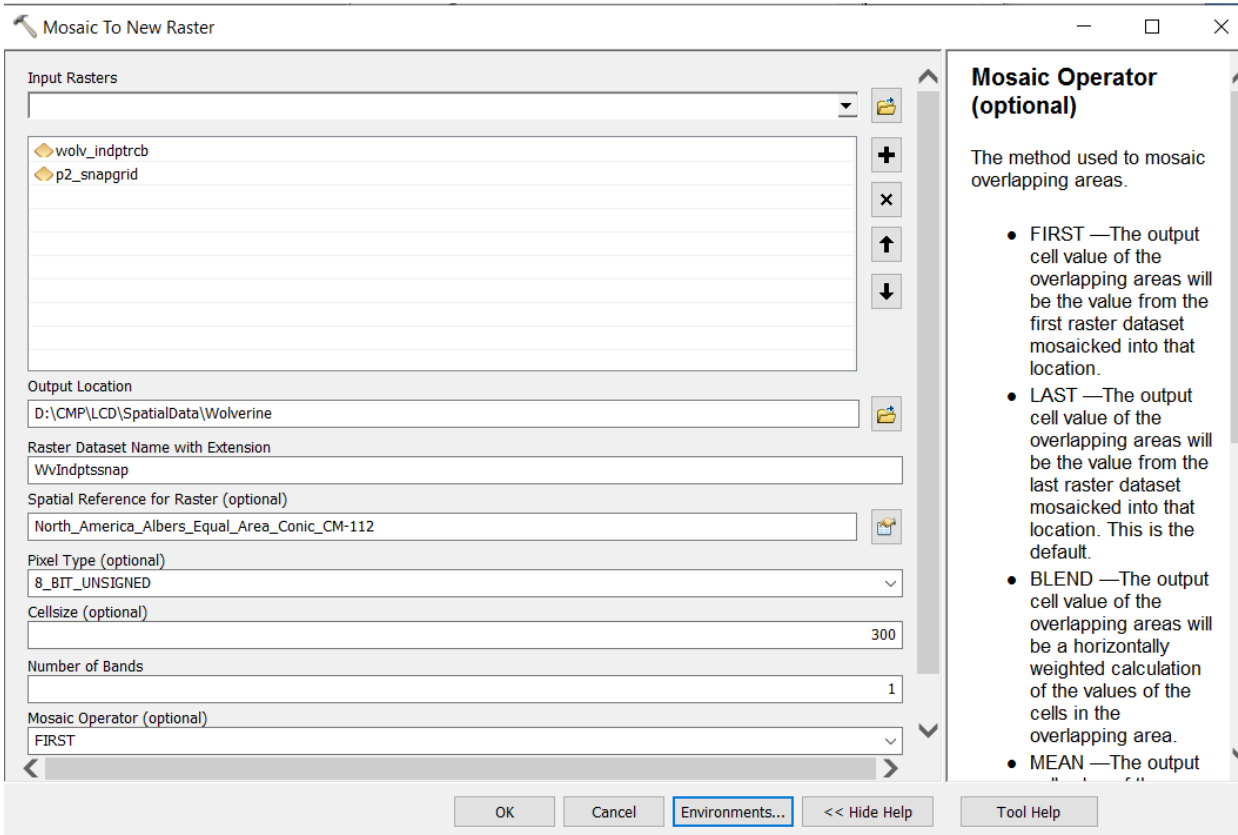 Mosaic To New Raster
Input Rasters
wolv_indptrcb
p2_snapgrid
Output Location
D:\CMP\LCD\SpatialData\Wolverine
Raster Dataset Name with Extension
WvIndptssnap
Spatial Reference for Raster (optional)
North_America_Albers_Equal_Area_Conic_CM-112
Pixel Type (optional)
8_BIT_UNSIGNED
Cellsize (optional)
300
Number of Bands
1
Mosaic Operator (optional)
FIRST
Mosaic Operator
(optional)
The method used to mosaic
overlapping areas.
● FIRST —The output
cell value of the
overlapping areas will
be the value from the
first raster dataset
mosaicked into that
location.
● LAST —The output
cell value of the
overlapping areas will
be the value from the
last raster dataset
mosaicked into that
location. This is the
default.
● BLEND —The output
cell value of the
overlapping areas will
be a horizontally
weighted calculation
of the values of the
cells in the
overlapping area.
● MEAN —The output
OK
Cancel
Environments...
<< Hide Help
Tool Help